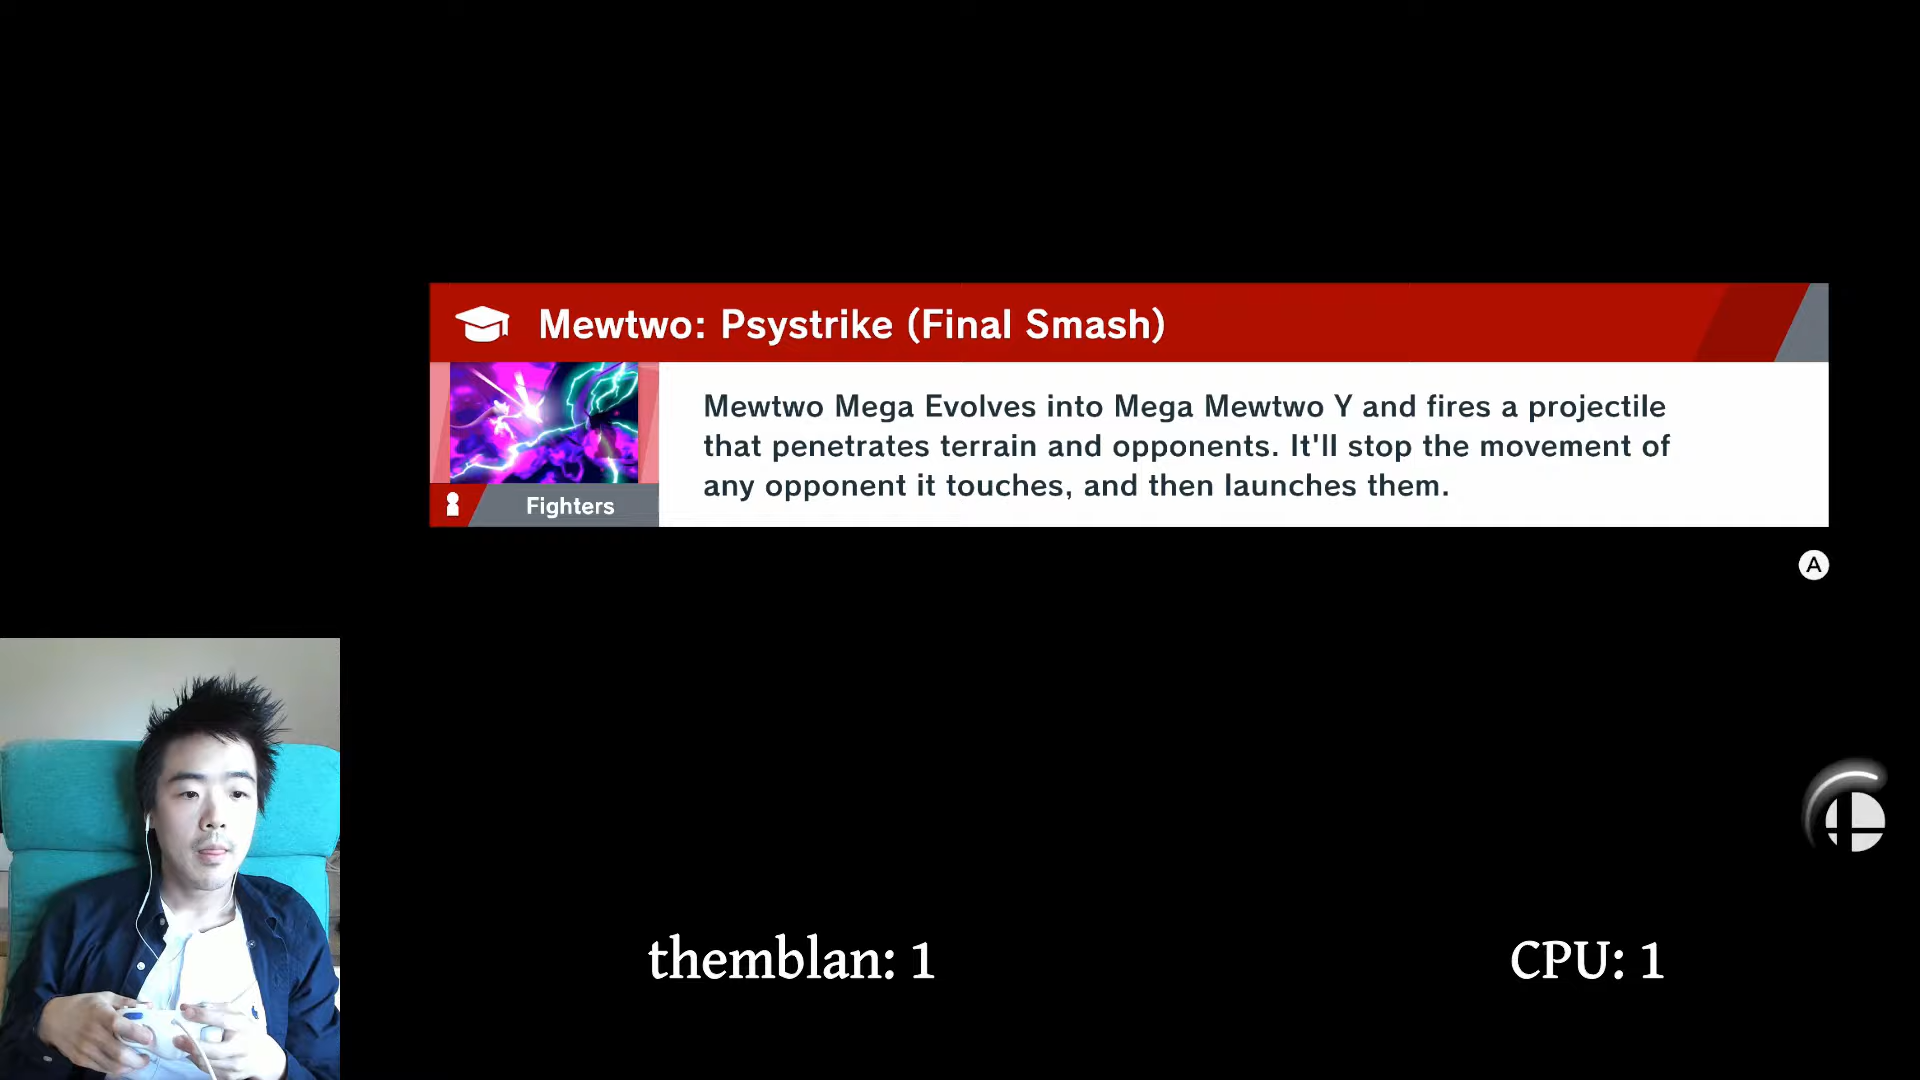 Mewtwo: Psystrike (Final Smash)
Mewtwo Mega Evolves into Mega Mewtwo Y and fires a projectile
that penetrates terrain and opponents. It'll stop the movement of
any opponent it touches, and then launches them.
Fighters
A
themblan: 1
CPU: 1